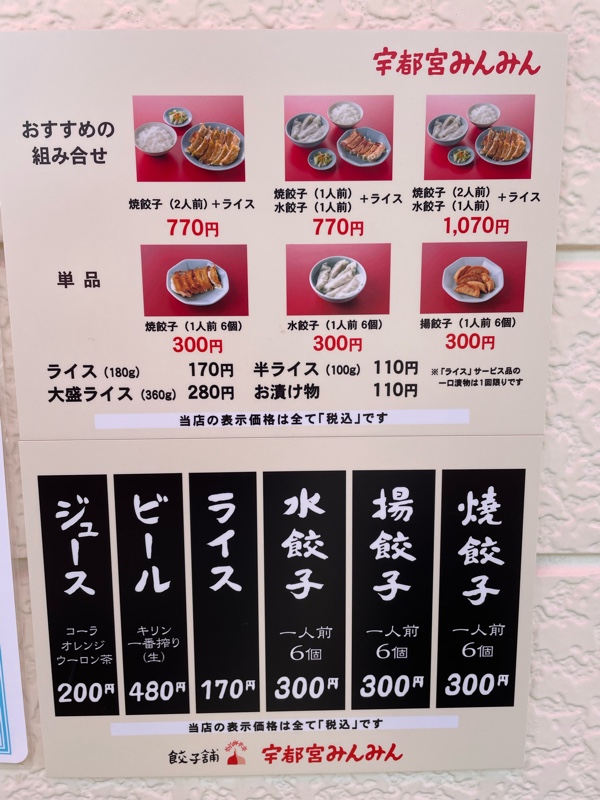 宇都宮みんみん
おすすめの
組み合せ
焼餃子（2人前）＋ライス
770円
焼餃子（1人前）
水餃子（1人前）
＋ライス
770円
焼餃子（2人前）
水餃子（1人前）
＋ライス
1,070円
単品
焼餃子（1人前 6個）
300円
水餃子（1人前 6個）
300円
揚餃子（1人前 6個）
300円
ライス（180g） 170円
大盛ライス（360g） 280円
半ライス（100g） 110円
お漬け物 110円
※「ライス」サービス品の
一口漬物は1回限りです
当店の表示価格は全て「税込」です
焼餃子
一人前
6個
300円
揚餃子
一人前
6個
300円
水餃子
一人前
6個
300円
ライス
170円
ビール
キリン
一番搾り
（生）
480円
ジュース
コーラ
オレンジ
ウーロン茶
200円
当店の表示価格は全て「税込」です
餃子舗 宇都宮みんみん